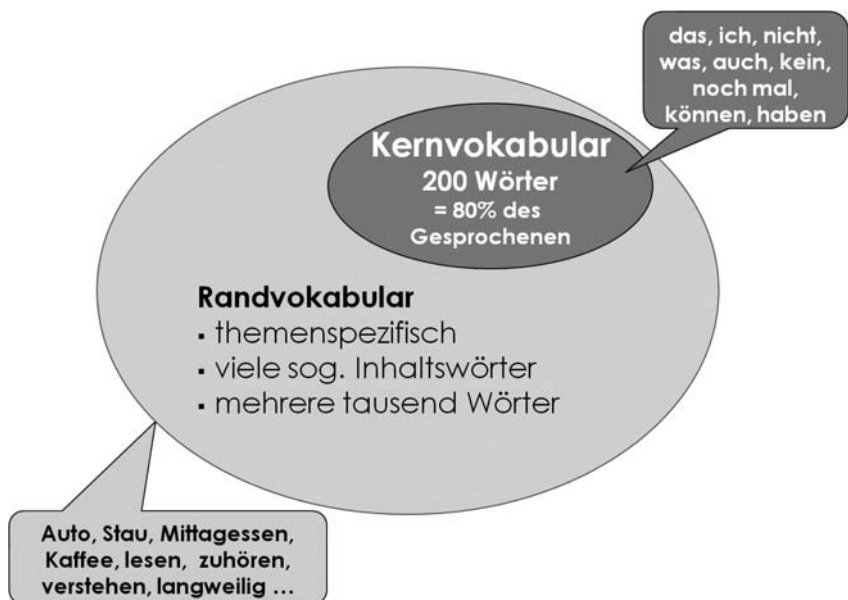 das, ich, nicht,
was, auch, kein,
noch mal,
können, haben
Kernvokabular
200 Wörter
= 80% des
Gesprochenen
Randvokabular
▪ themenspezifisch
▪ viele sog. Inhaltswörter
▪ mehrere tausend Wörter
Auto, Stau, Mittagessen,
Kaffee, lesen, zuhören,
verstehen, langweilig ...